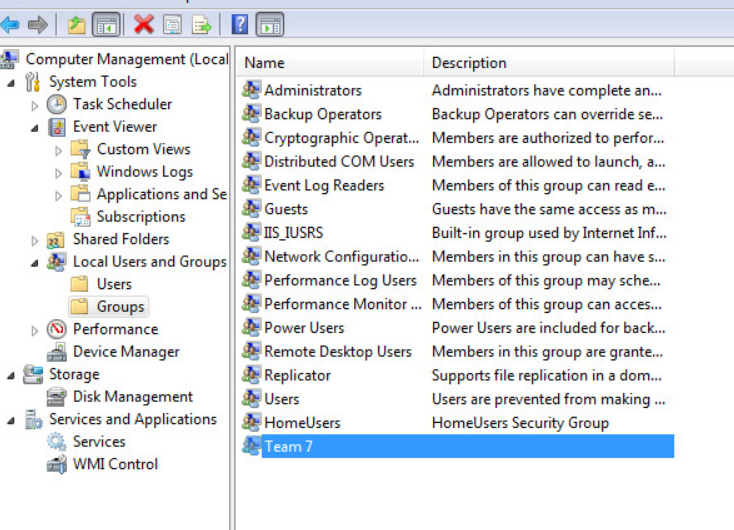 Computer Management (Local
System Tools
Task Scheduler
Event Viewer
Custom Views
Windows Logs
Applications and Se
Subscriptions
Shared Folders
Local Users and Groups
Users
Groups
Performance
Device Manager
Storage
Disk Management
Services and Applications
Services
WMI Control
Name Description
Administrators Administrators have complete an...
Backup Operators Backup Operators can override se...
Cryptographic Operat... Members are authorized to perfor...
Distributed COM Users Members are allowed to launch, a...
Event Log Readers Members of this group can read e...
Guests Guests have the same access as m...
IIS_IUSRS Built-in group used by Internet Inf...
Network Configuratio... Members in this group can have s...
Performance Log Users Members of this group may sche...
Performance Monitor ... Members of this group can acces...
Power Users Power Users are included for back...
Remote Desktop Users Members in this group are grante...
Replicator Supports file replication in a dom...
Users Users are prevented from making ...
HomeUsers HomeUsers Security Group
Team 7